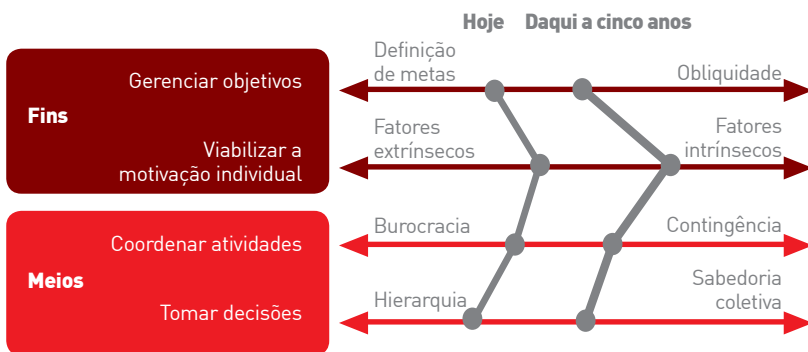 Hoje Daqui a cinco anos
Fins
Gerenciar objetivos
Definição
de metas
Obliquidade
Viabilizar a
motivação individual
Fatores
extrínsecos
Fatores
intrínsecos
Meios
Coordenar atividades
Burocracia
Contingência
Tomar decisões
Hierarquia
Sabedoria
coletiva